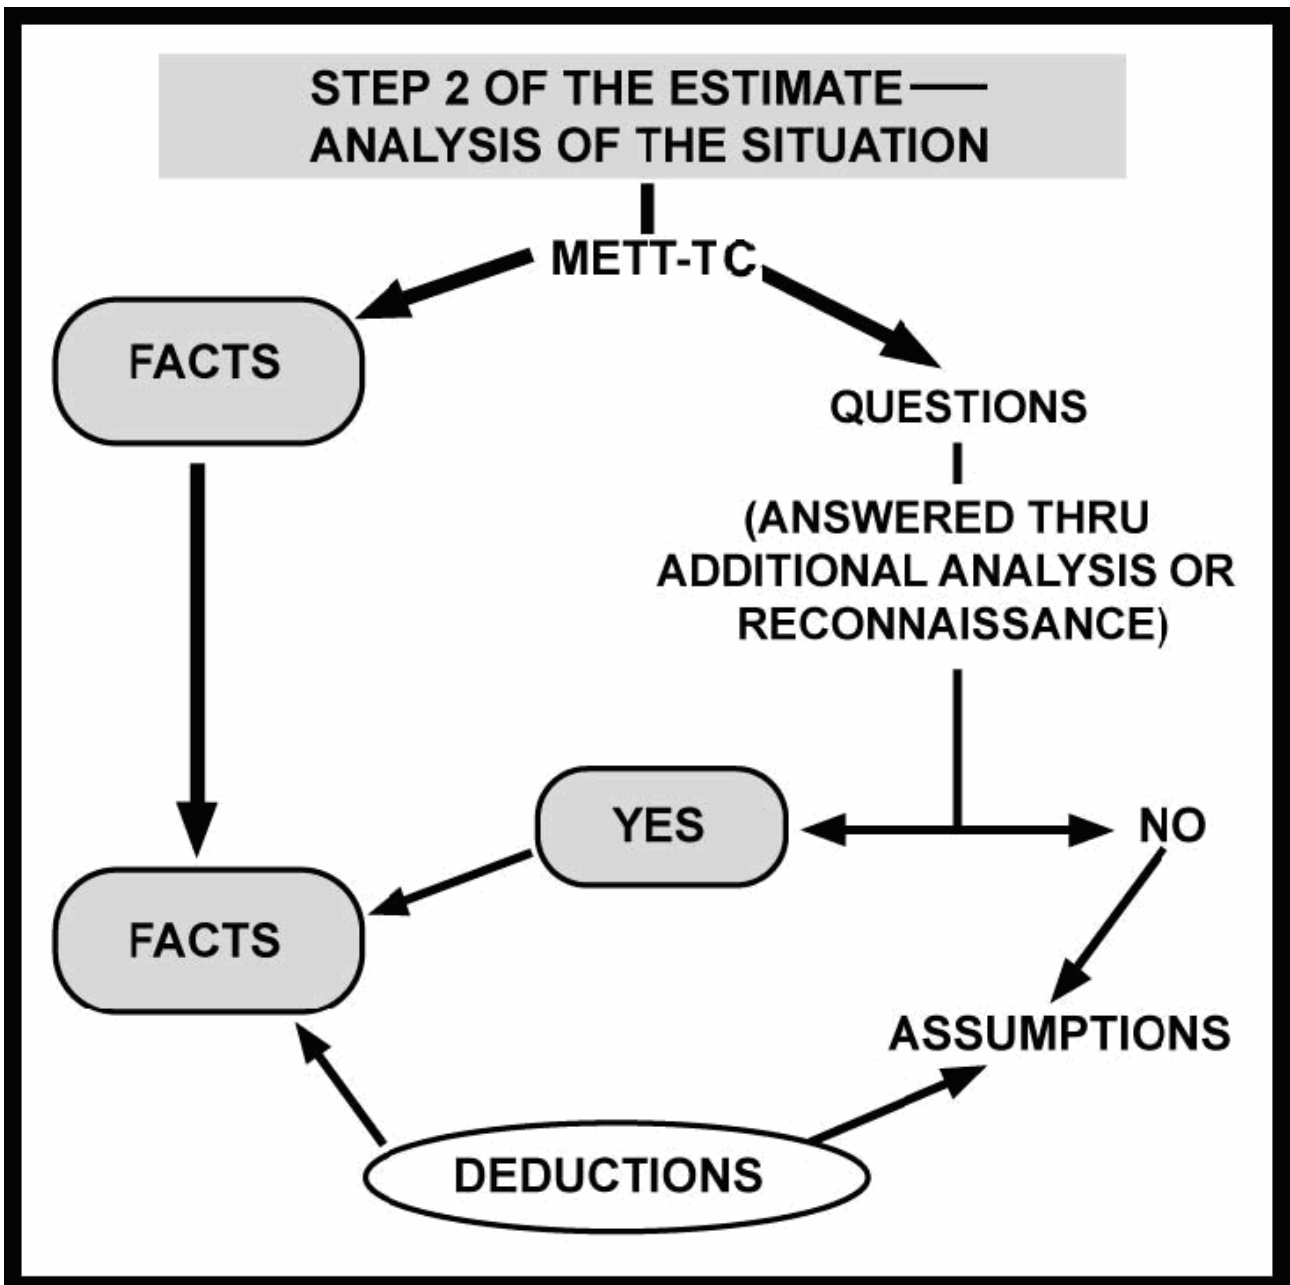 STEP 2 OF THE ESTIMATE —
ANALYSIS OF THE SITUATION
METT-TC
FACTS
QUESTIONS
(ANSWERED THRU
ADDITIONAL ANALYSIS OR
RECONNAISSANCE)
YES
NO
FACTS
ASSUMPTIONS
DEDUCTIONS